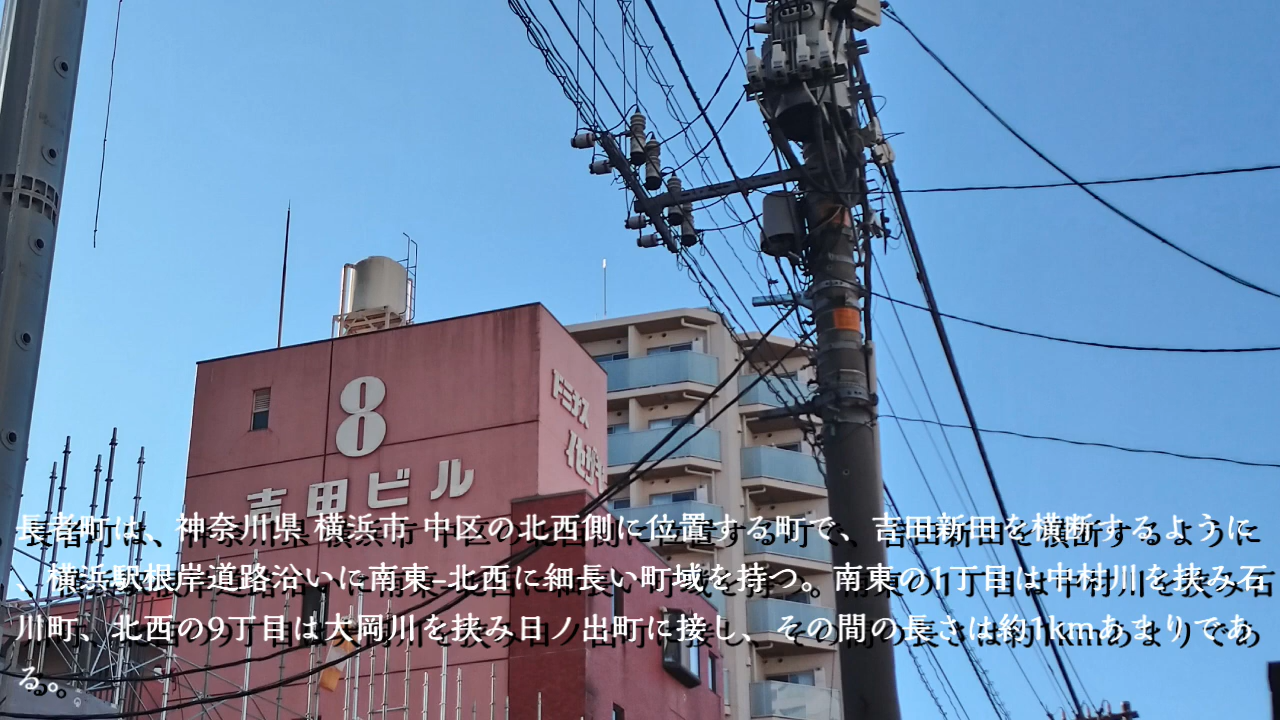 8
吉田ビル
ドミナス
長者町は、神奈川県 横浜市 中区の北西側に位置する町で、吉田新田を横断するように
、横浜駅根岸道路沿いに南東–北西に細長い町域を持つ。南東の1丁目は中村川を挟み石
川町、北西の9丁目は大岡川を挟み日ノ出町に接し、その間の長さは約1kmあまりであ
る。